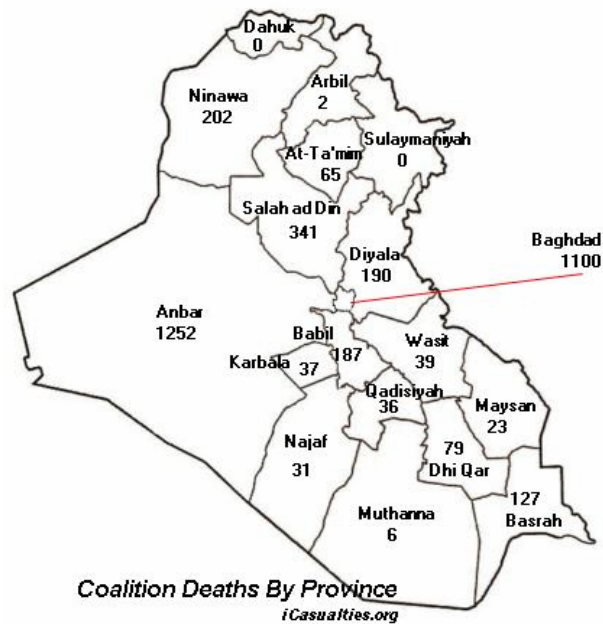 Dahuk
0
Arbil
2
Ninawa
202
Sulaymaniyah
0
At-Ta'mim
65
Salah ad Din
341
Diyala
190
Baghdad
1100
Anbar
1252
Babil
187
Wasit
39
Karbala
37
Qadisiyah
36
Maysan
23
Najaf
31
79
Dhi Qar
127
Basrah
Muthanna
6
Coalition Deaths By Province
iCasualties.org